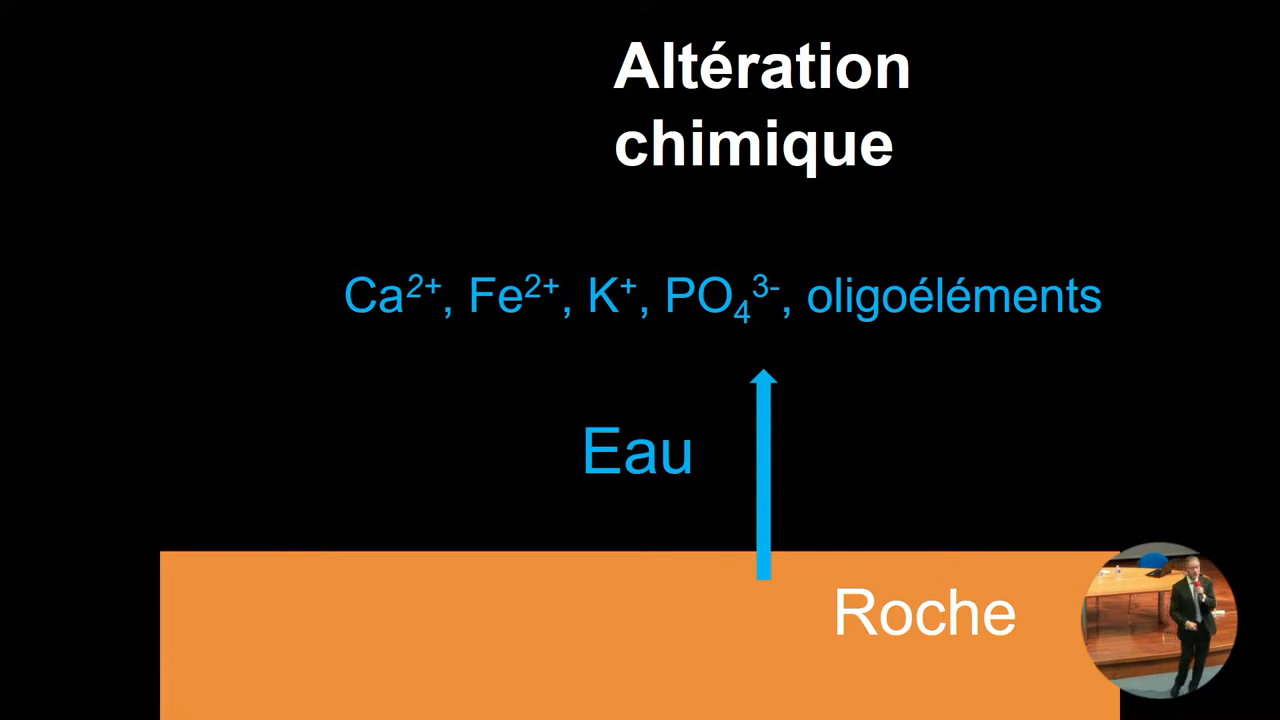 Altération
chimique
Ca²⁺, Fe²⁺, K⁺, PO₄³⁻, oligoéléments
Eau
Roche